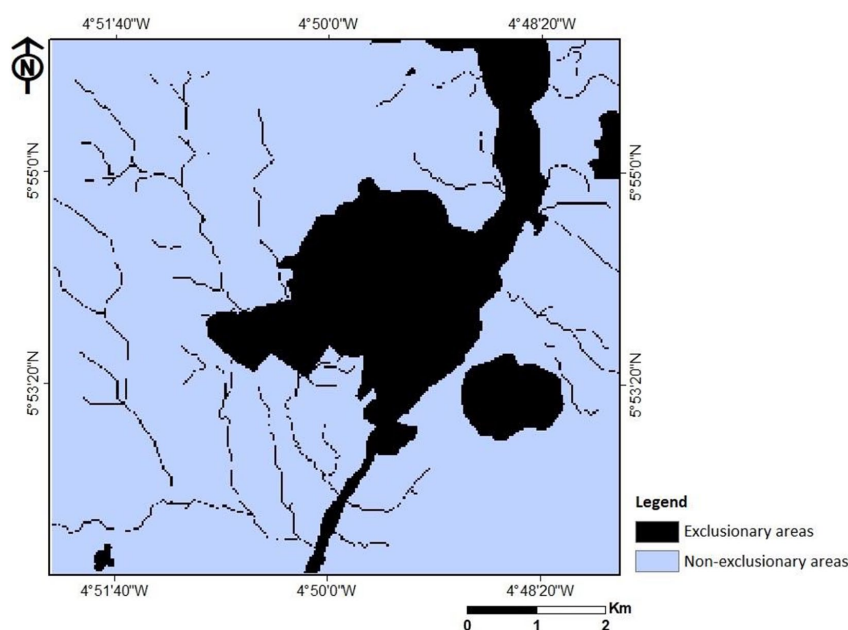 4°51'40"W 4°50'0"W 4°48'20"W
N
5°55'0"N 5°55'0"N
5°53'20"N 5°53'20"N
Legend
Exclusionary areas
Non-exclusionary areas
4°51'40"W 4°50'0"W 4°48'20"W
Km
0 1 2